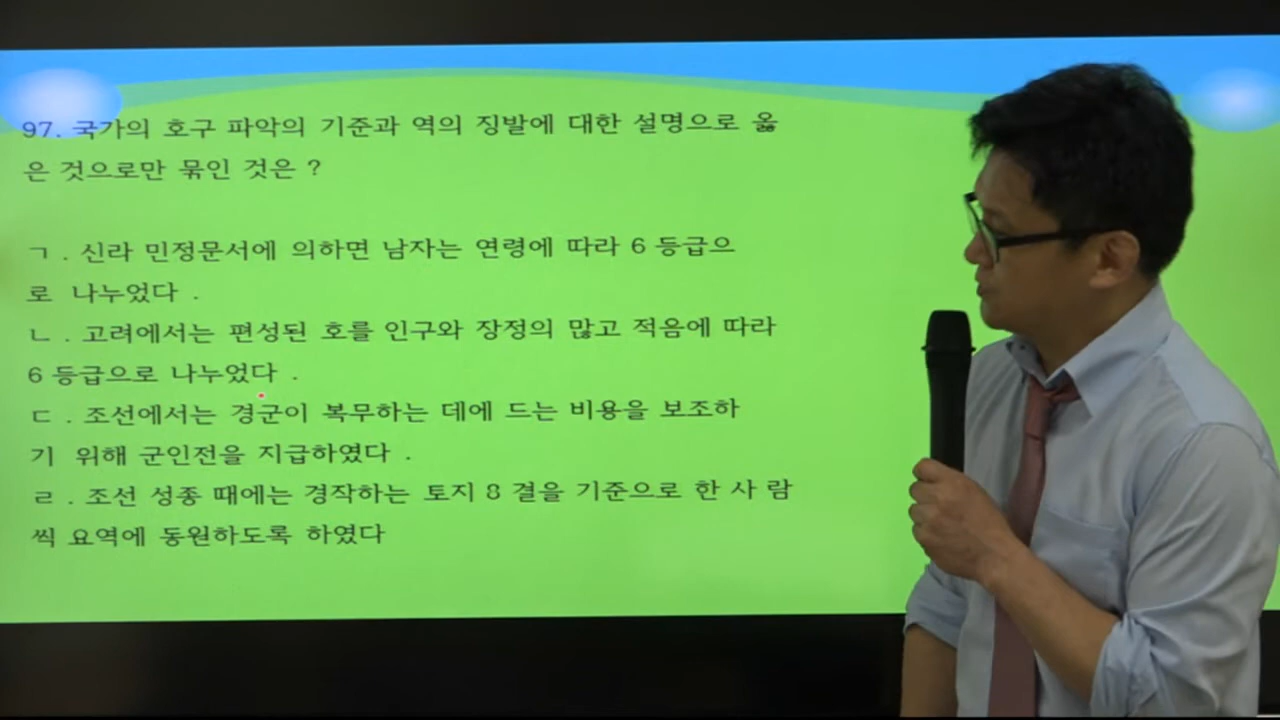 97. 국가의 호구 파악의 기준과 역의 징발에 대한 설명으로 옳
은 것으로만 묶인 것은 ?
ㄱ . 신라 민정문서에 의하면 남자는 연령에 따라 6 등급으
로 나누었다 .
ㄴ . 고려에서는 편성된 호를 인구와 장정의 많고 적음에 따라
6 등급으로 나누었다 .
ㄷ . 조선에서는 경군이 복무하는 데에 드는 비용을 보조하
기 위해 군인전을 지급하였다 .
ㄹ . 조선 성종 때에는 경작하는 토지 8 결을 기준으로 한 사 람
씩 요역에 동원하도록 하였다